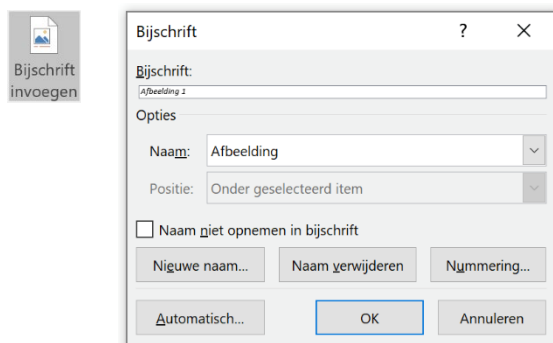 Bijschrift
invoegen
Bijschrift ? X
Bijschrift:
Afbeelding 1
Opties
Naam: Afbeelding
Positie: Onder geselecteerd item
Naam niet opnemen in bijschrift
Nieuwe naam... Naam verwijderen Nummering...
Automatisch... OK Annuleren